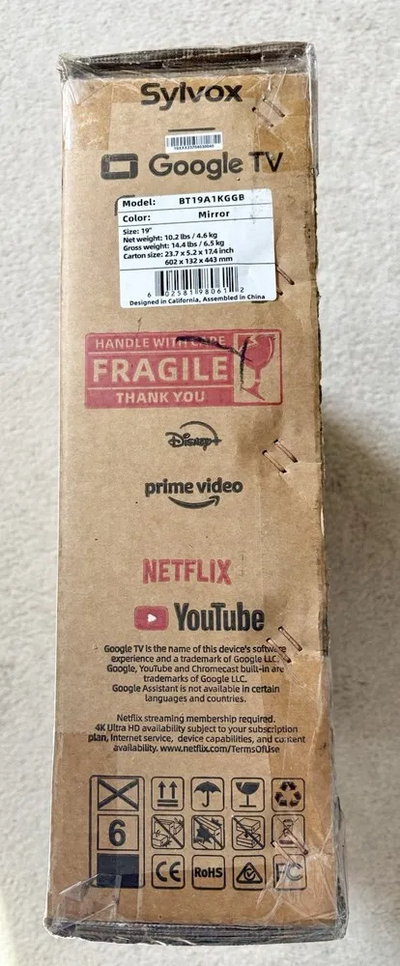 Sylvox
Google TV
Model: BT19A1KGGB
Color: Mirror
Size: 19"
Net weight: 10.2 lbs / 4.6 kg
Gross weight: 14.4 lbs / 6.5 kg
Carton size: 23.7 x 5.2 x 17.4 inch
602 x 132 x 443 mm
6 02581 98061 2
Designed in California, Assembled in China
HANDLE WITH CARE
FRAGILE
THANK YOU
Disney+
prime video
NETFLIX
YouTube
Google TV is the name of this device's software
experience and a trademark of Google LLC.
Google, YouTube and Chromecast built-in are
trademarks of Google LLC.
Google Assistant is not available in certain
languages and countries.
Netflix streaming membership required.
4K Ultra HD availability subject to your subscription
plan, Internet service, device capabilities, and content
availability. www.netflix.com/TermsOfUse
6
CE RoHS FC